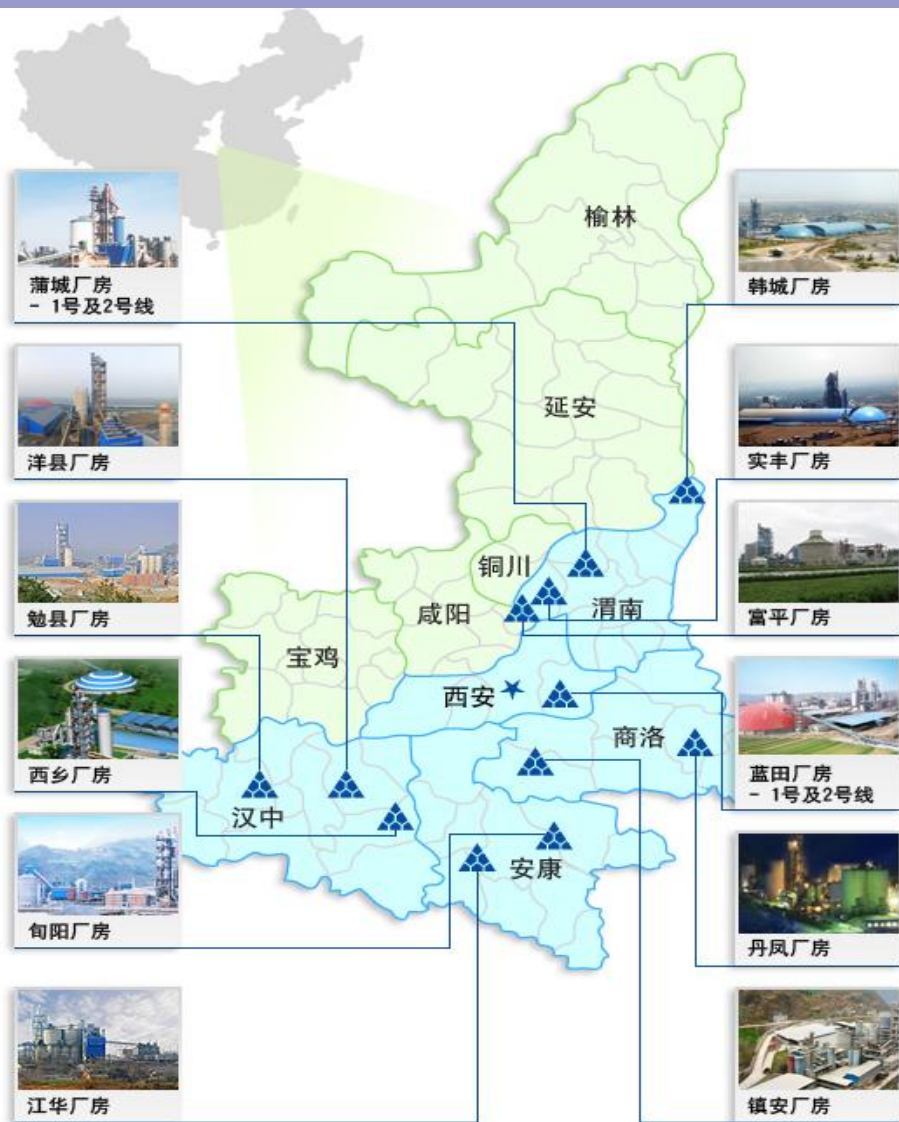 蒲城厂房
- 1号及2号线
洋县厂房
勉县厂房
西乡厂房
旬阳厂房
江华厂房
榆林
延安
铜川
咸阳
渭南
宝鸡
西安
商洛
汉中
安康
韩城厂房
实丰厂房
富平厂房
蓝田厂房
- 1号及2号线
丹凤厂房
镇安厂房